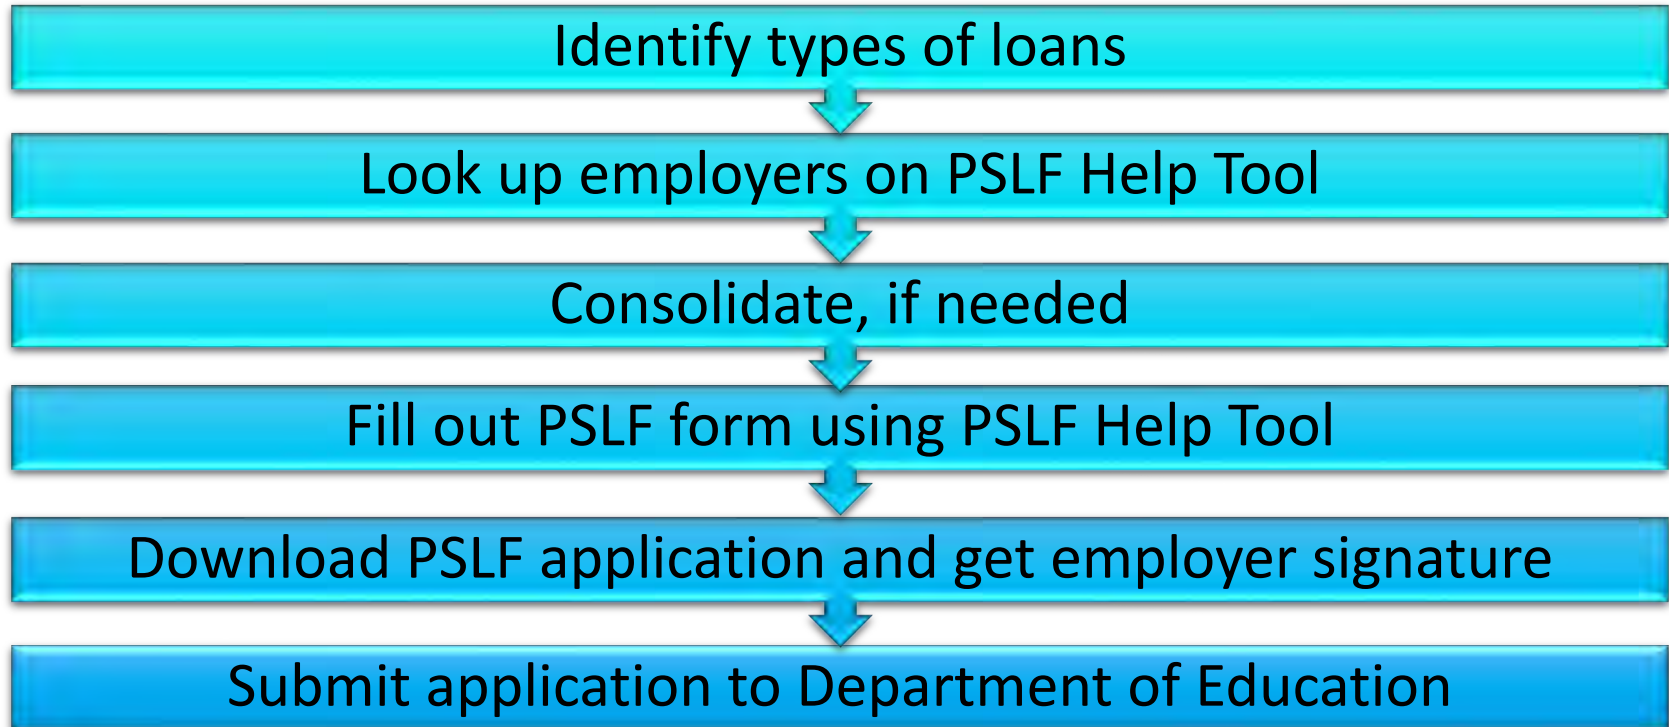 Identify types of loans
Look up employers on PSLF Help Tool
Consolidate, if needed
Fill out PSLF form using PSLF Help Tool
Download PSLF application and get employer signature
Submit application to Department of Education